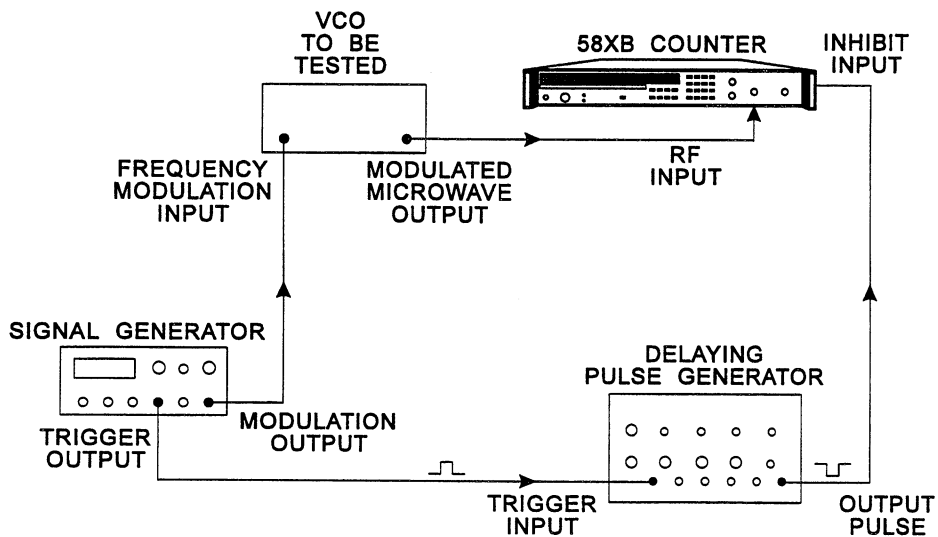 VCO
TO BE
TESTED
58XB COUNTER
INHIBIT
INPUT
FREQUENCY
MODULATION
INPUT
MODULATED
MICROWAVE
OUTPUT
RF
INPUT
SIGNAL GENERATOR
DELAYING
PULSE GENERATOR
TRIGGER
OUTPUT
MODULATION
OUTPUT
TRIGGER
INPUT
OUTPUT
PULSE